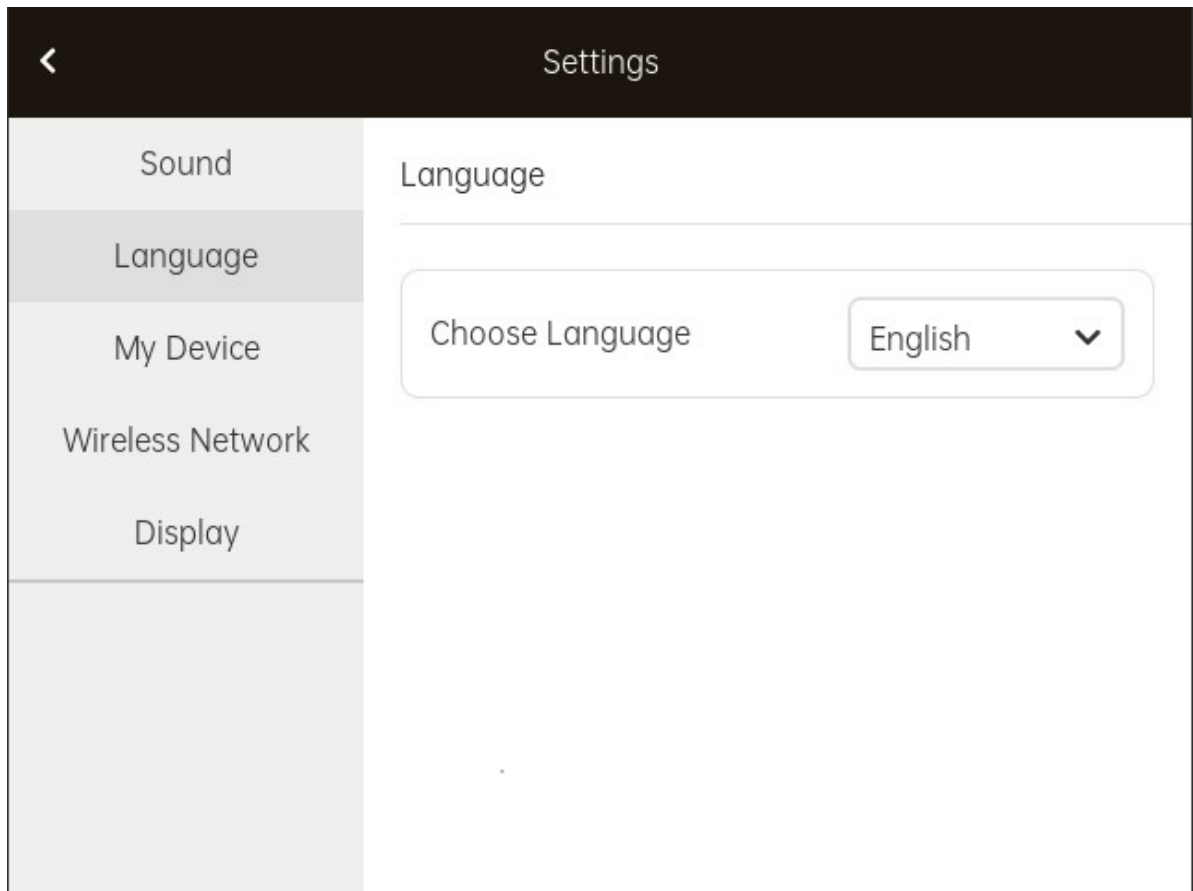 Settings
Sound
Language
My Device
Wireless Network
Display
Language
Choose Language
English